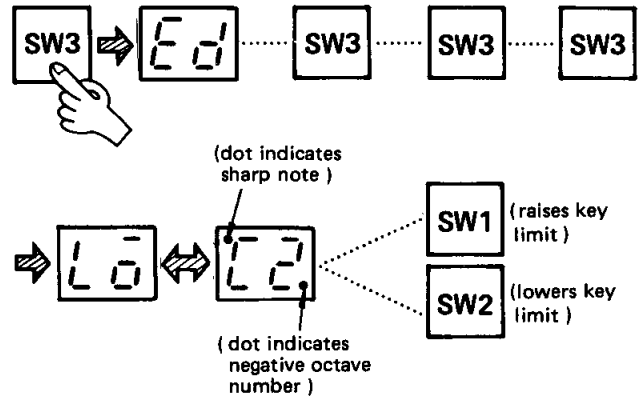 SW3 Ed SW3 SW3 SW3
(dot indicates
sharp note )
Lō C2
SW1 (raises key
limit )
SW2 (lowers key
limit )
( dot indicates
negative octave
number )